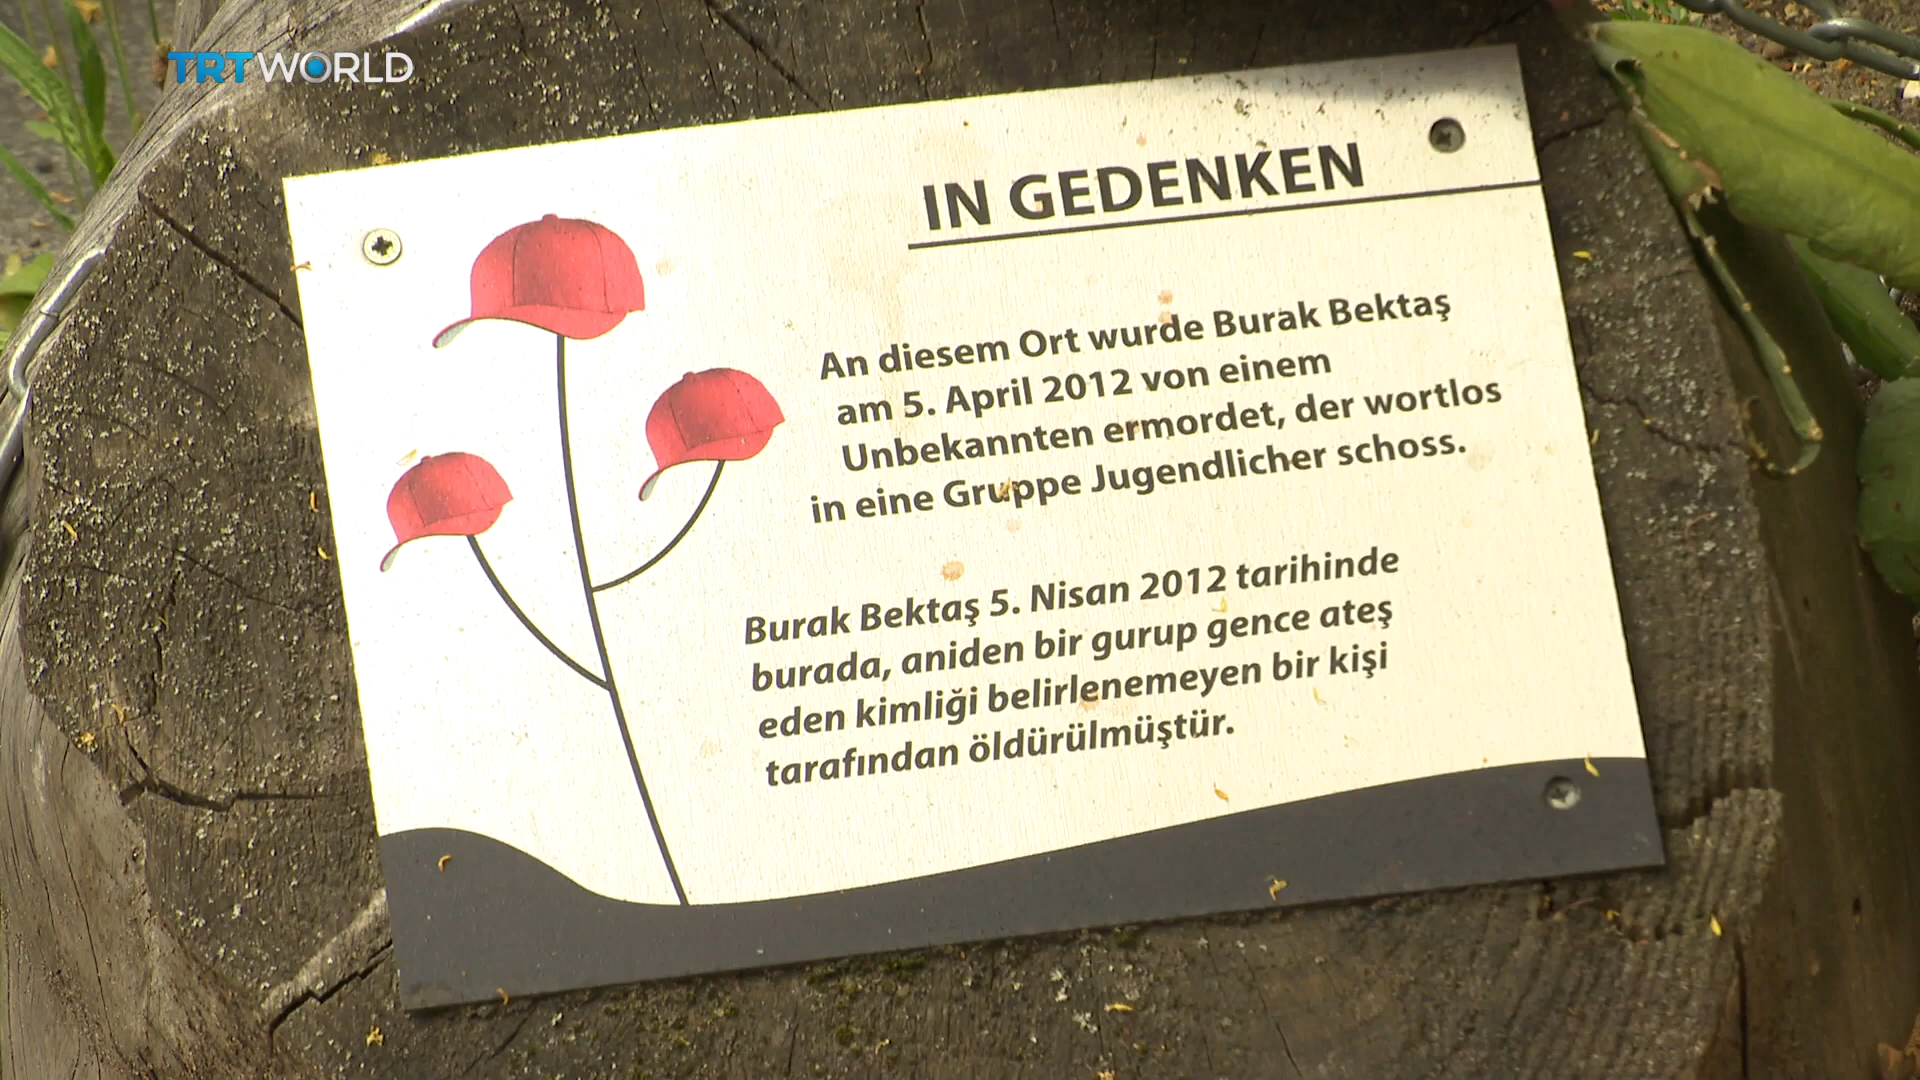 TRT WORLD
IN GEDENKEN
An diesem Ort wurde Burak Bektaş
am 5. April 2012 von einem
Unbekannten ermordet, der wortlos
in eine Gruppe Jugendlicher schoss.
Burak Bektaş 5. Nisan 2012 tarihinde
burada, aniden bir gurup gence ateş
eden kimliği belirlenemeyen bir kişi
tarafından öldürülmüştür.